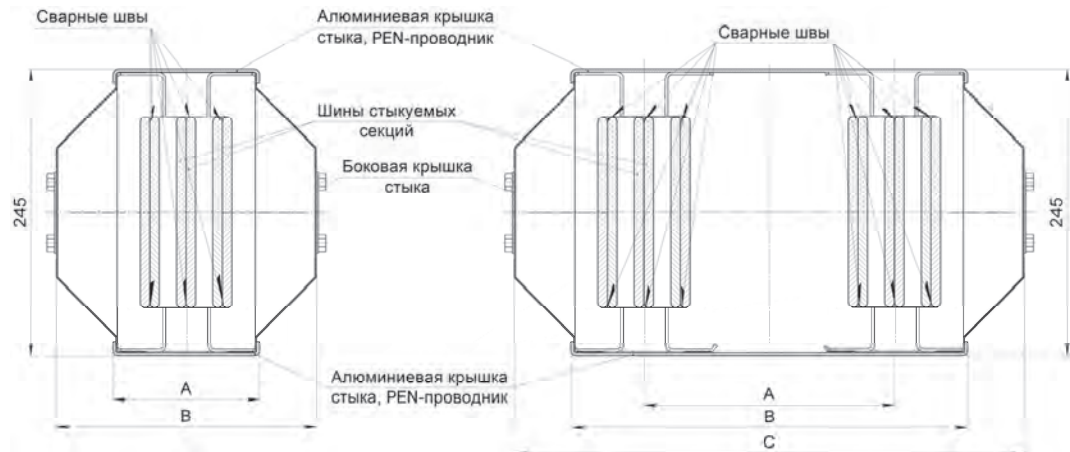 Сварные швы
Алюминиевая крышка
стыка, PEN-проводник
Сварные швы
Шины стыкуемых
секций
Боковая крышка
стыка
245
245
Алюминиевая крышка
стыка, PEN-проводник
A
B
A
B
C